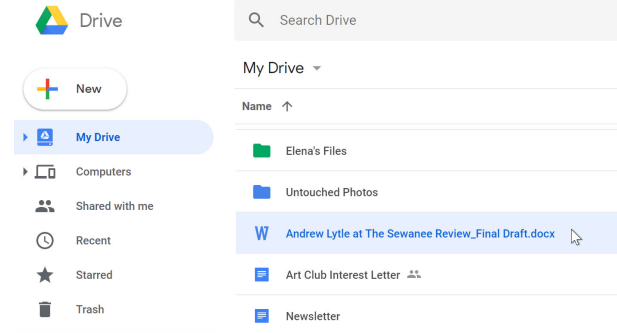 Drive
Search Drive
My Drive
New
Name
My Drive
Elena's Files
Computers
Untouched Photos
Shared with me
Andrew Lytle at The Sewanee Review_Final Draft.docx
Recent
Art Club Interest Letter
Starred
Newsletter
Trash